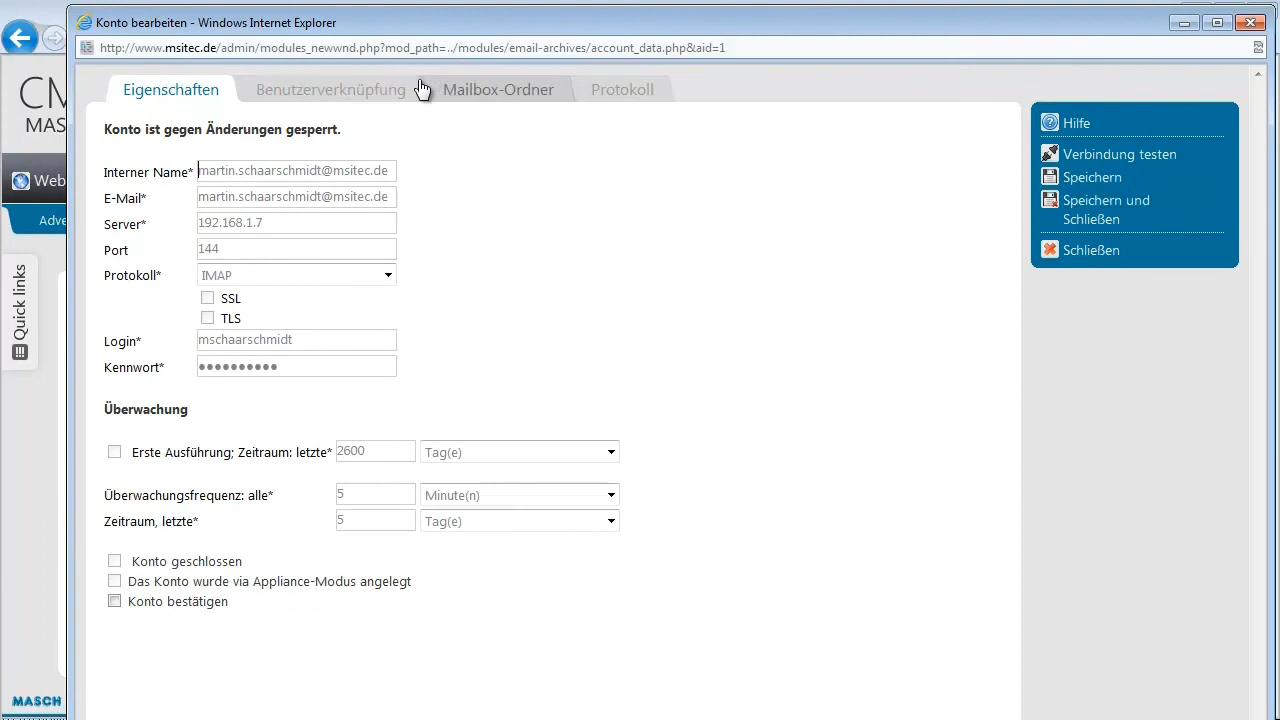 Konto bearbeiten - Windows Internet Explorer
http://www.msitec.de/admin/modules_newwnd.php?mod_path=../modules/email-archives/account_data.php&aid=1
Eigenschaften
Benutzerverknüpfung
Mailbox-Ordner
Protokoll
CM
MAS
Web
Adve
Quick links
MASCH
Konto ist gegen Änderungen gesperrt.
Interner Name* martin.schaarschmidt@msitec.de
E-Mail* martin.schaarschmidt@msitec.de
Server* 192.168.1.7
Port 144
Protokoll* IMAP
SSL
TLS
Login* mschaarschmidt
Kennwort* ●●●●●●●●●●
Überwachung
Erste Ausführung; Zeitraum: letzte* 2600 Tag(e)
Überwachungsfrequenz: alle* 5 Minute(n)
Zeitraum, letzte* 5 Tag(e)
Konto geschlossen
Das Konto wurde via Appliance-Modus angelegt
Konto bestätigen
Hilfe
Verbindung testen
Speichern
Speichern und
Schließen
Schließen